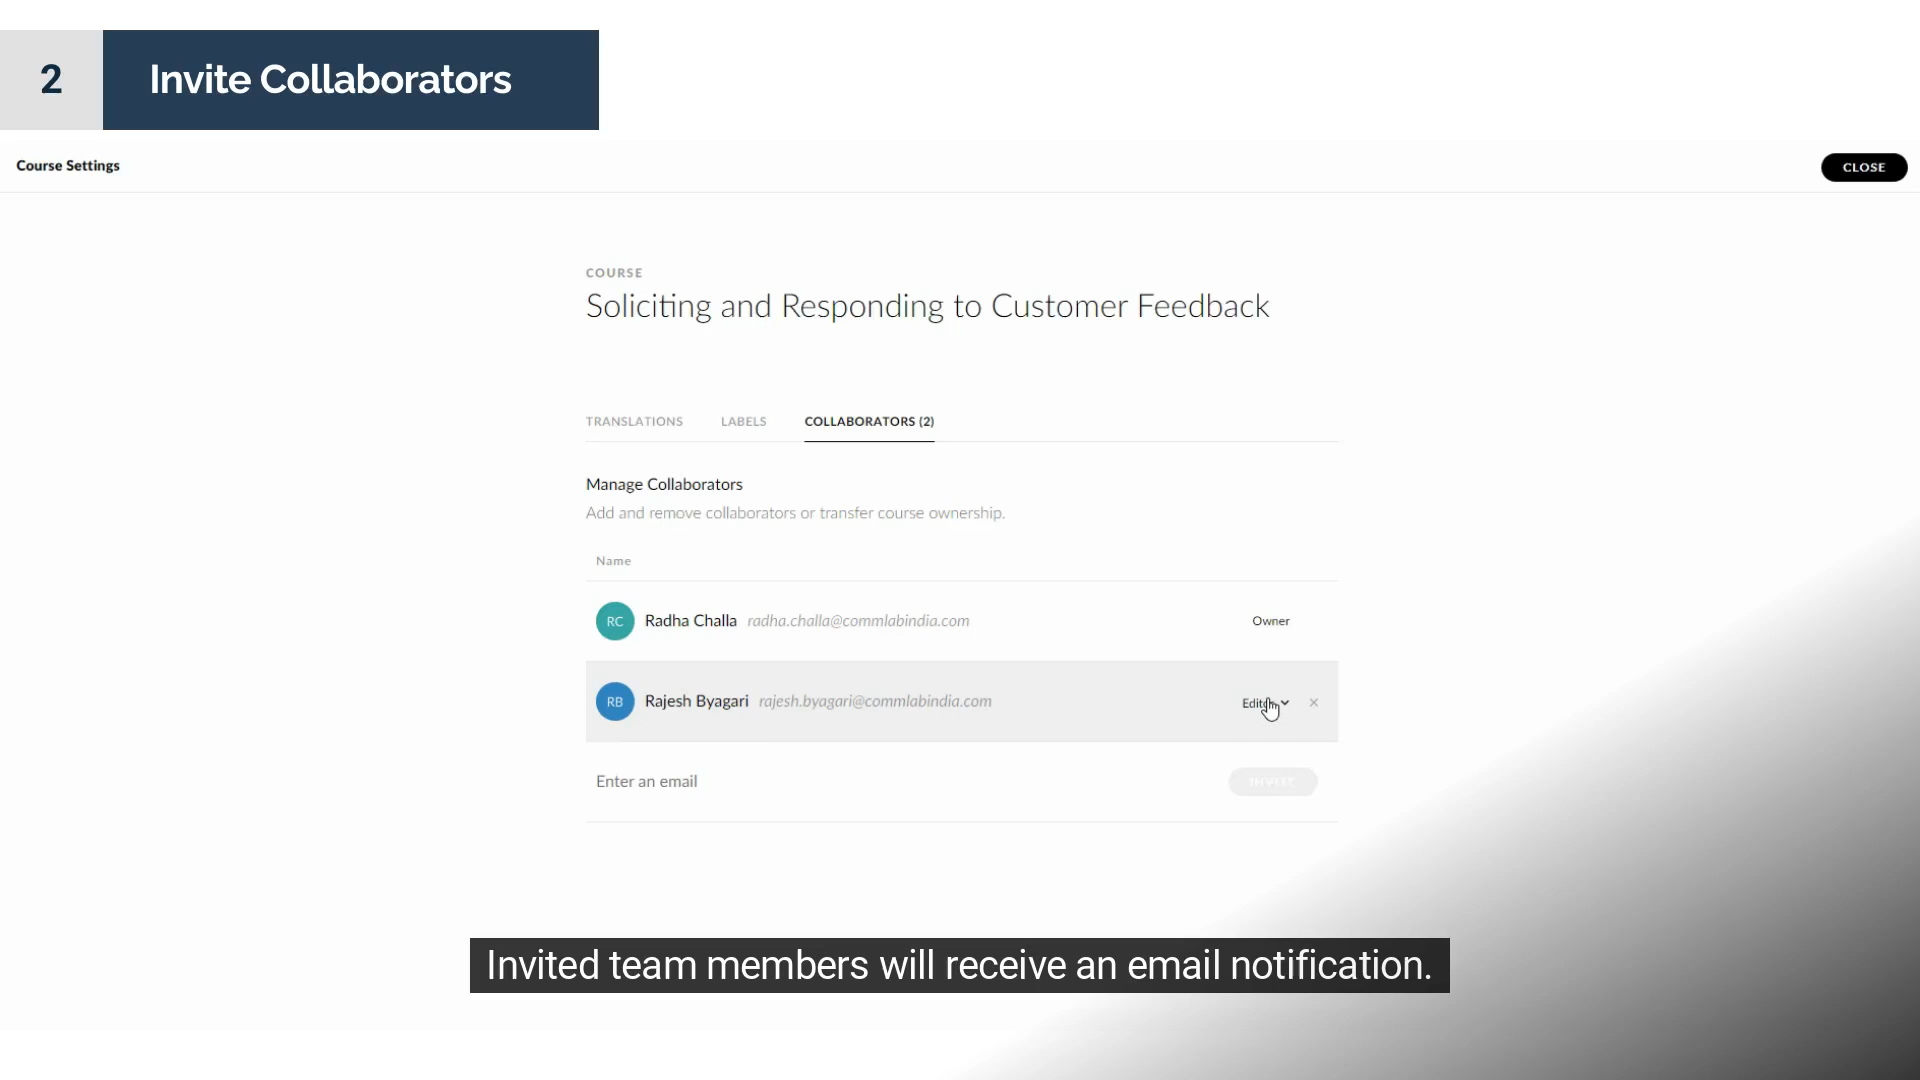 2
Invite Collaborators
Course Settings
CLOSE
COURSE
Soliciting and Responding to Customer Feedback
TRANSLATIONS LABELS COLLABORATORS (2)
Manage Collaborators
Add and remove collaborators or transfer course ownership.
Name
RC Radha Challa radha.challa@commlabindia.com Owner
RB Rajesh Byagari rajesh.byagari@commlabindia.com
Enter an email INVITE
Invited team members will receive an email notification.